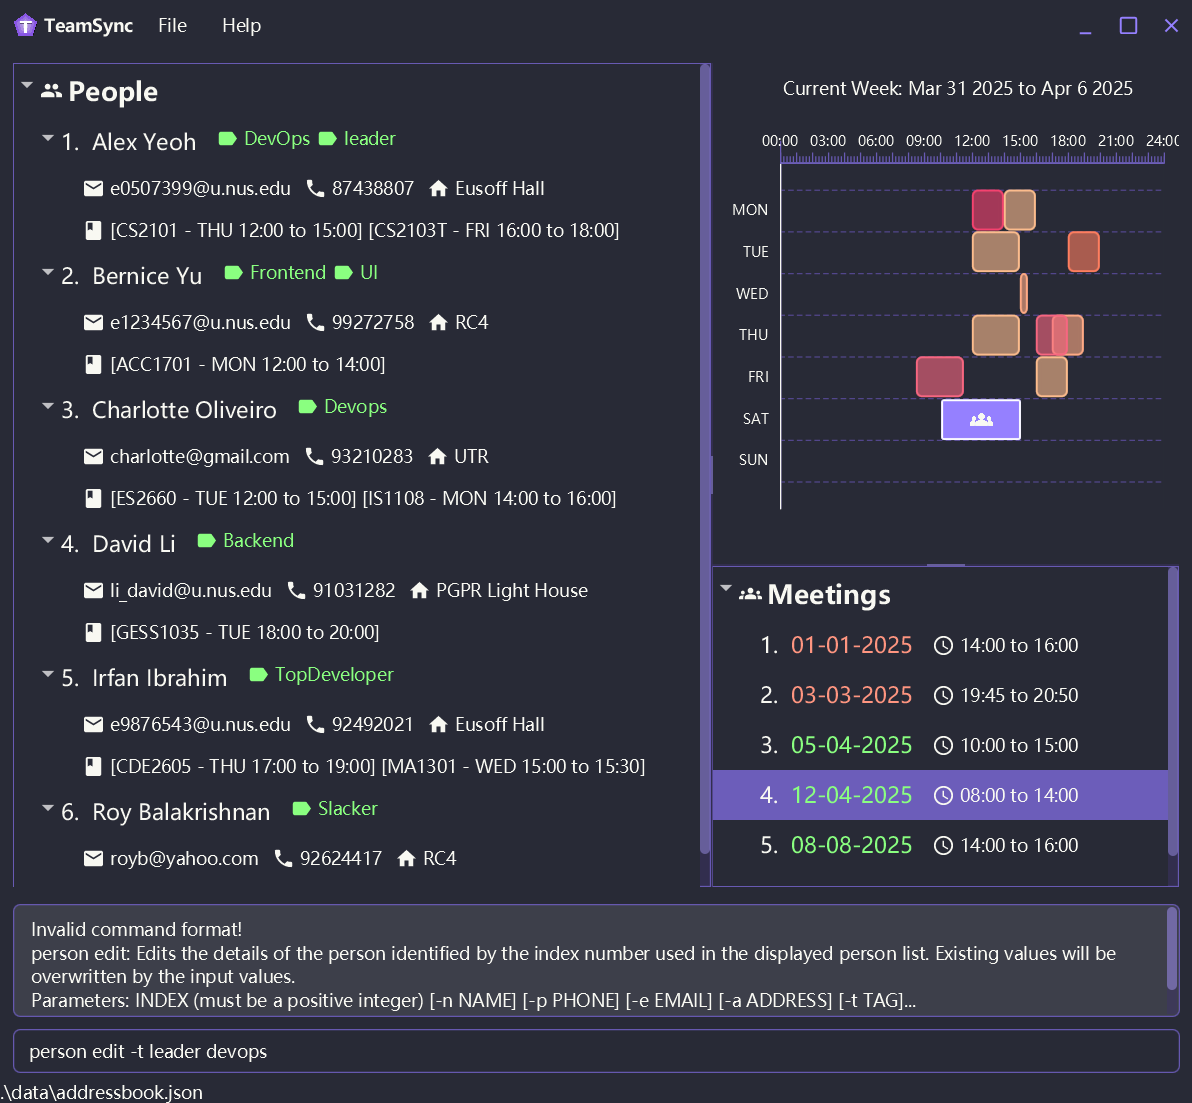 TeamSync File Help
People
1. Alex Yeoh DevOps leader
e0507399@u.nus.edu 87438807 Eusoff Hall
[CS2101 - THU 12:00 to 15:00] [CS2103T - FRI 16:00 to 18:00]
2. Bernice Yu Frontend UI
e1234567@u.nus.edu 99272758 RC4
[ACC1701 - MON 12:00 to 14:00]
3. Charlotte Oliveiro Devops
charlotte@gmail.com 93210283 UTR
[ES2660 - TUE 12:00 to 15:00] [IS1108 - MON 14:00 to 16:00]
4. David Li Backend
li_david@u.nus.edu 91031282 PGPR Light House
[GESS1035 - TUE 18:00 to 20:00]
5. Irfan Ibrahim TopDeveloper
e9876543@u.nus.edu 92492021 Eusoff Hall
[CDE2605 - THU 17:00 to 19:00] [MA1301 - WED 15:00 to 15:30]
6. Roy Balakrishnan Slacker
royb@yahoo.com 92624417 RC4
Current Week: Mar 31 2025 to Apr 6 2025
00:00 03:00 06:00 09:00 12:00 15:00 18:00 21:00 24:0
MON
TUE
WED
THU
FRI
SAT
SUN
Meetings
1. 01-01-2025 14:00 to 16:00
2. 03-03-2025 19:45 to 20:50
3. 05-04-2025 10:00 to 15:00
4. 12-04-2025 08:00 to 14:00
5. 08-08-2025 14:00 to 16:00
Invalid command format!
person edit: Edits the details of the person identified by the index number used in the displayed person list. Existing values will be
overwritten by the input values.
Parameters: INDEX (must be a positive integer) [-n NAME] [-p PHONE] [-e EMAIL] [-a ADDRESS] [-t TAG]...
person edit -t leader devops
.\data\addressbook.json